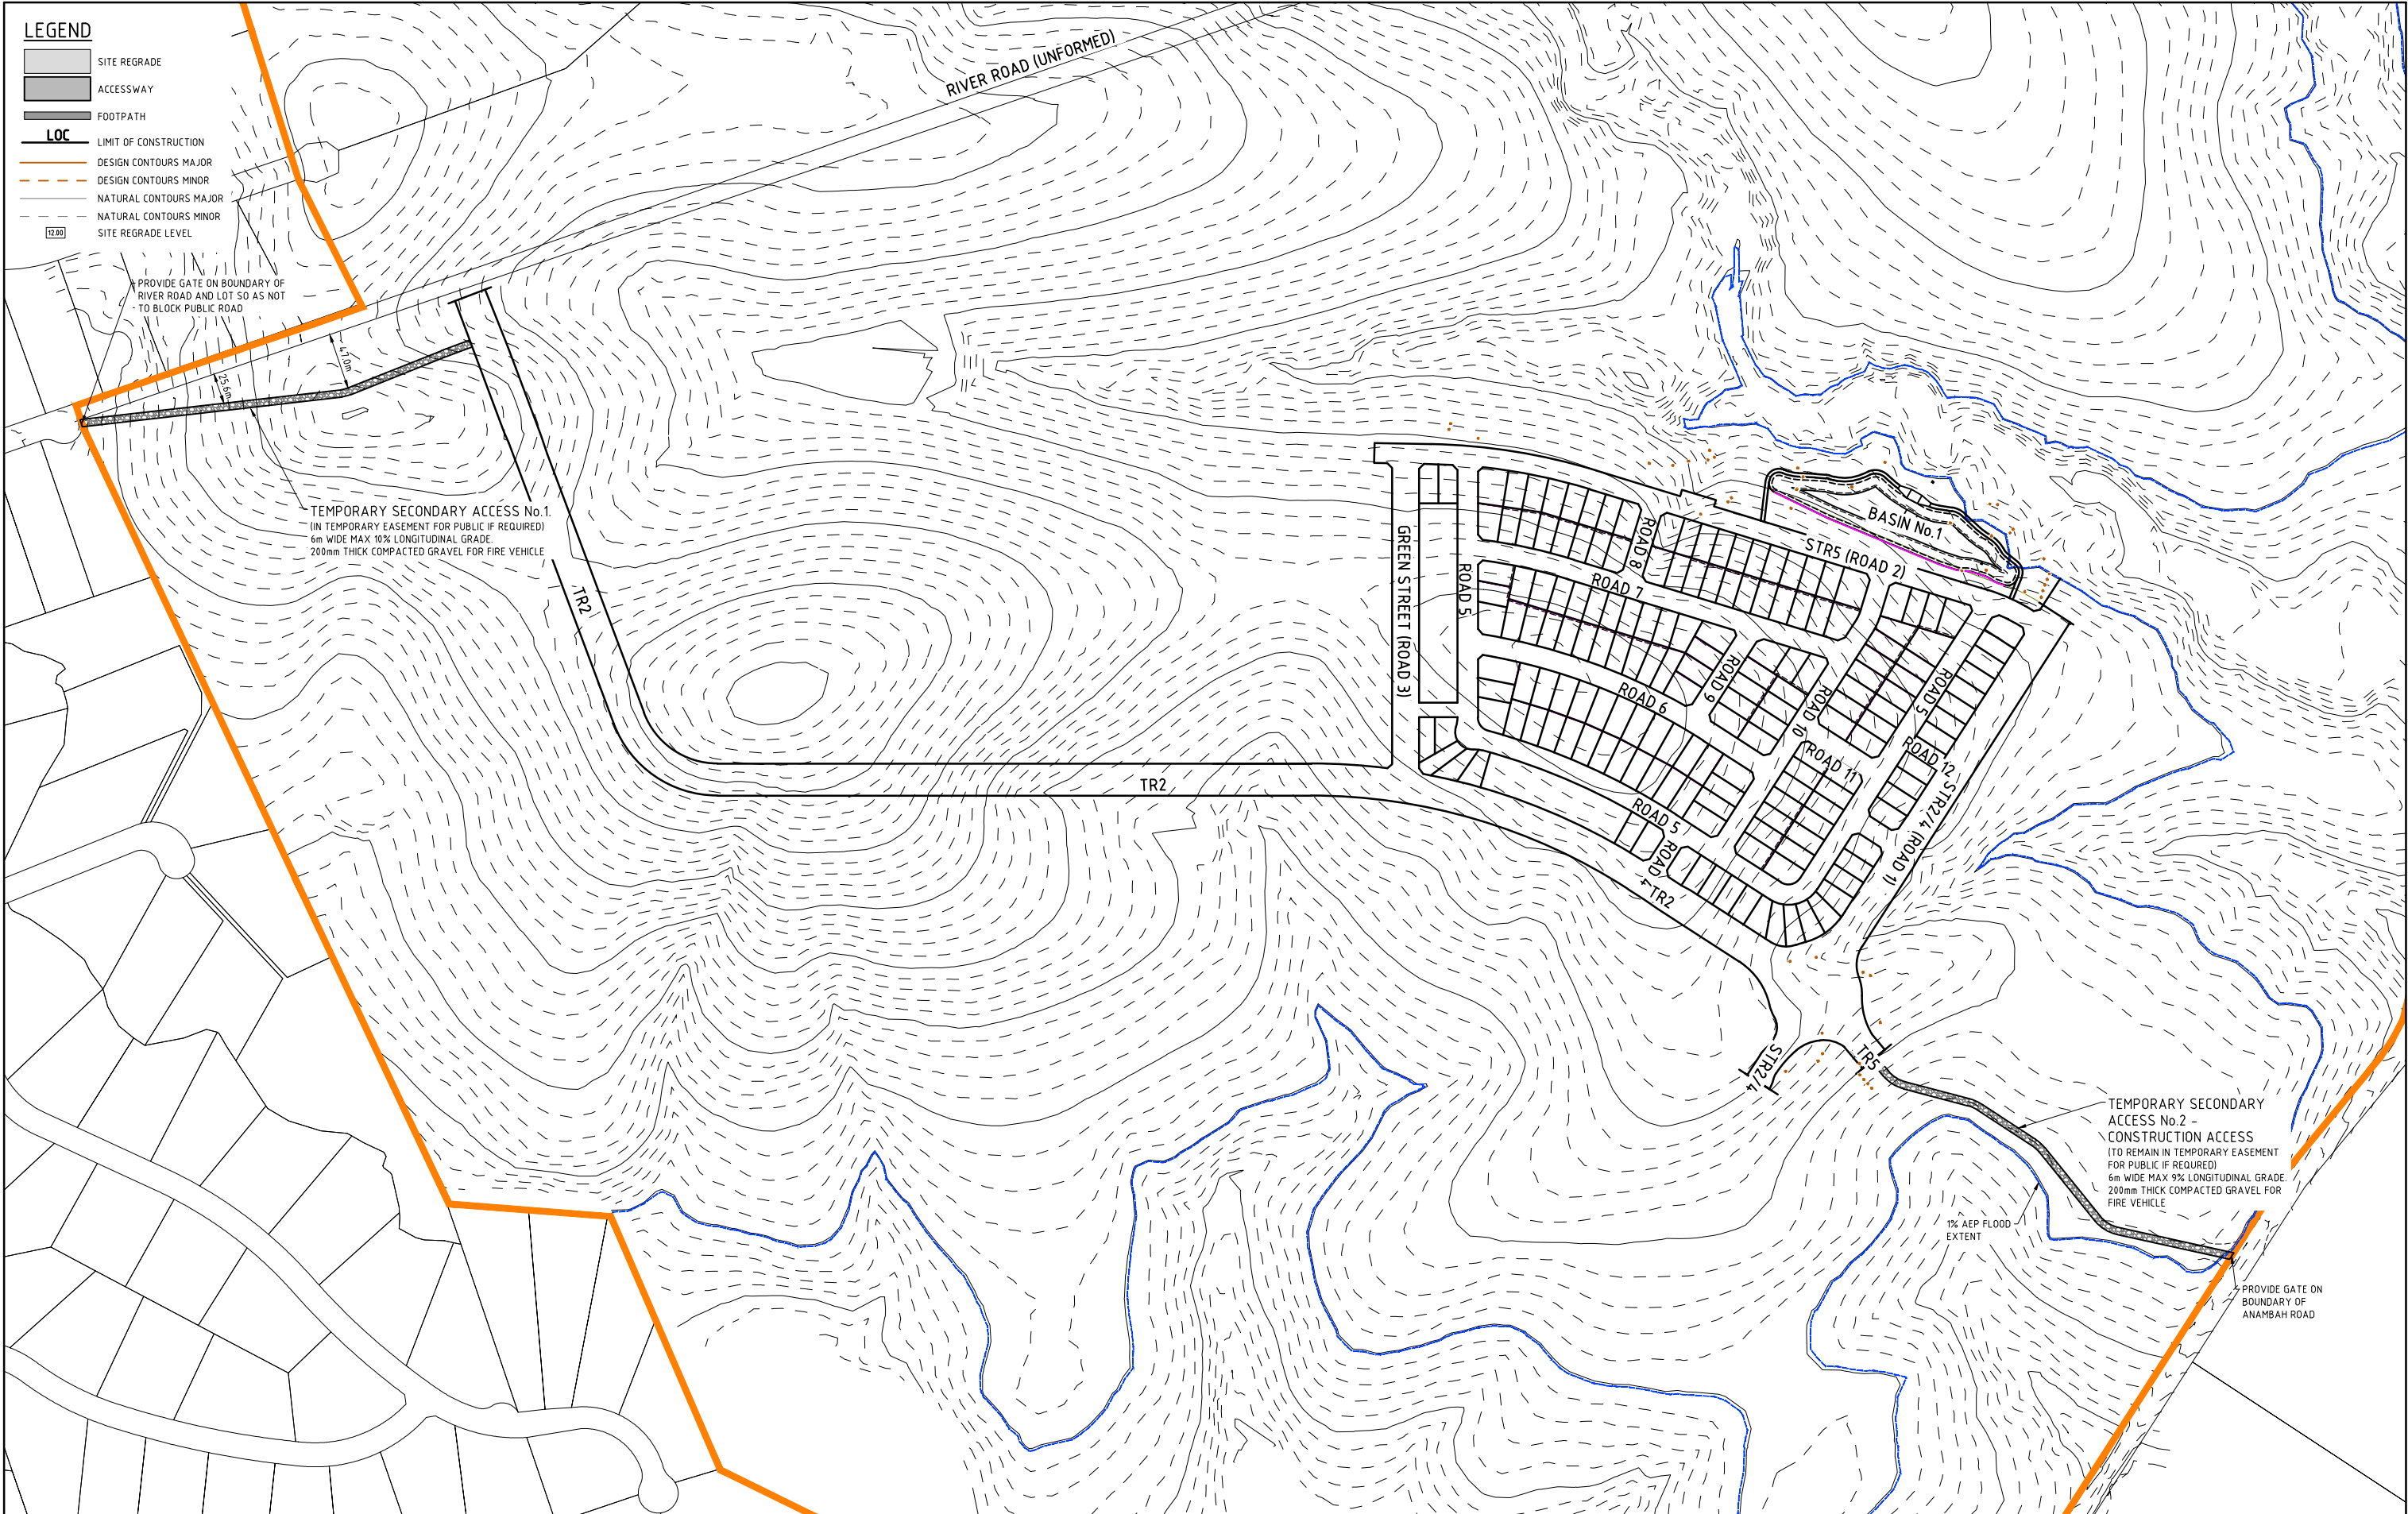 LEGEND
SITE REGRADE
ACCESSWAY
FOOTPATH
LOC
LIMIT OF CONSTRUCTION
DESIGN CONTOURS MAJOR
DESIGN CONTOURS MINOR
NATURAL CONTOURS MAJOR
NATURAL CONTOURS MINOR
12.00
SITE REGRADE LEVEL
RIVER ROAD (UNFORMED)
PROVIDE GATE ON BOUNDARY OF
RIVER ROAD AND LOT SO AS NOT
TO BLOCK PUBLIC ROAD
47.0m
25.6m
TEMPORARY SECONDARY ACCESS No.1.
(IN TEMPORARY EASEMENT FOR PUBLIC IF REQUIRED)
6m WIDE MAX 10% LONGITUDINAL GRADE.
200mm THICK COMPACTED GRAVEL FOR FIRE VEHICLE
TR2
TR2
GREEN STREET (ROAD 3)
ROAD 5
ROAD 8
ROAD 7
STR5 (ROAD 2)
BASIN No.1
ROAD 6
ROAD 9
ROAD 10
ROAD 5
ROAD 11
ROAD 12
STR2/4 (ROAD 1)
ROAD 5
ROAD 4
TR2
STR2/4
TR5
TEMPORARY SECONDARY
ACCESS No.2 -
CONSTRUCTION ACCESS
(TO REMAIN IN TEMPORARY EASEMENT
FOR PUBLIC IF REQURED)
6m WIDE MAX 9% LONGITUDINAL GRADE.
200mm THICK COMPACTED GRAVEL FOR
FIRE VEHICLE
1% AEP FLOOD
EXTENT
PROVIDE GATE ON
BOUNDARY OF
ANAMBAH ROAD